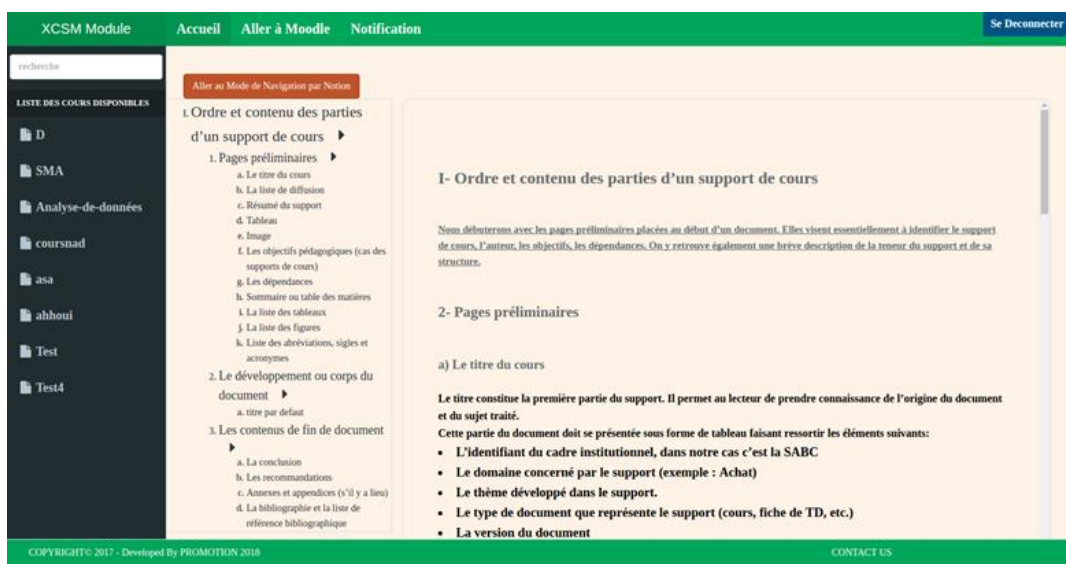 XCSM Module
Accueil Aller à Moodle Notification
Se Deconnecter
recherche
LISTE DES COURS DISPONIBLES
D
SMA
Analyse-de-données
coursnad
asa
ahhoui
Test
Test4
Aller au Mode de Navigation par Notion
I. Ordre et contenu des parties
d'un support de cours
1. Pages préliminaires
a. Le titre du cours
b. La liste de diffusion
c. Résumé du support
d. Tableau
e. Image
f. Les objectifs pédagogiques (cas des
supports de cours)
g. Les dépendances
h. Sommaire ou table des matières
i. La liste des tableaux
j. La liste des figures
k. Liste des abréviations, sigles et
acronymes
2. Le développement ou corps du
document
a. titre par defaut
3. Les contenus de fin de document
a. La conclusion
b. Les recommandations
c. Annexes et appendices (s'il y a lieu)
d. La bibliographie et la liste de
référence bibliographique
I- Ordre et contenu des parties d'un support de cours
Nous débuterons avec les pages préliminaires placées au début d'un document. Elles visent essentiellement à identifier le support
de cours, l'auteur, les objectifs, les dépendances. On y retrouve également une brève description de la teneur du support et de sa
structure.
2- Pages préliminaires
a) Le titre du cours
Le titre constitue la première partie du support. Il permet au lecteur de prendre connaissance de l'origine du document
et du sujet traité.
Cette partie du document doit se présentée sous forme de tableau faisant ressortir les éléments suivants:
• L'identifiant du cadre institutionnel, dans notre cas c'est la SABC
• Le domaine concerné par le support (exemple : Achat)
• Le thème développé dans le support.
• Le type de document que représente le support (cours, fiche de TD, etc.)
• La version du document
COPYRIGHT© 2017 - Developed By PROMOTION 2018
CONTACT US